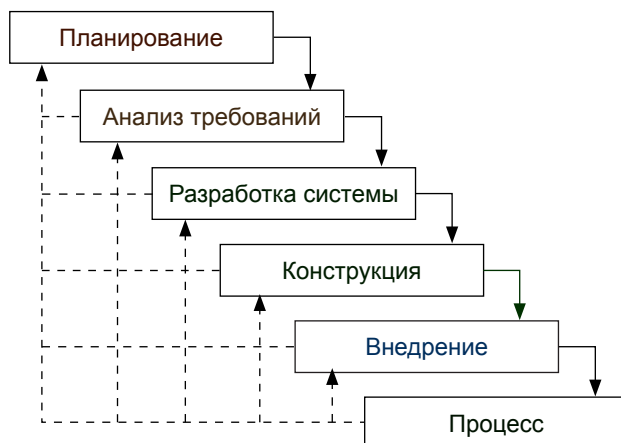 Планирование
Анализ требований
Разработка системы
Конструкция
Внедрение
Процесс